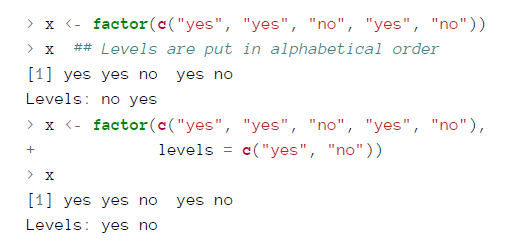 > x <- factor(c("yes", "yes", "no", "yes", "no"))
> x  ## Levels are put in alphabetical order
[1] yes yes no  yes no
Levels: no yes
> x <- factor(c("yes", "yes", "no", "yes", "no"),
+             levels = c("yes", "no"))
> x
[1] yes yes no  yes no
Levels: yes no